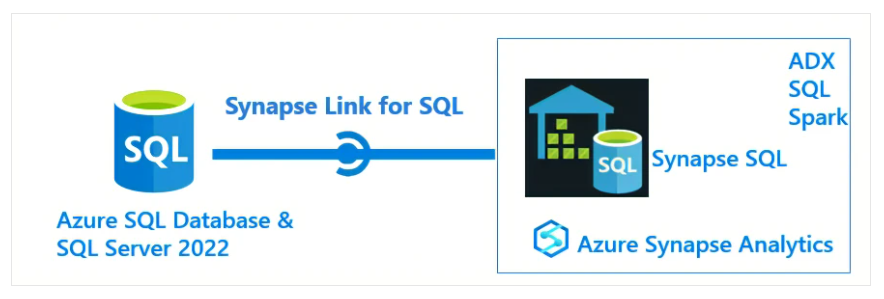 SQL
Azure SQL Database &
SQL Server 2022
Synapse Link for SQL
ADX
SQL
Spark
SQL
Synapse SQL
Azure Synapse Analytics